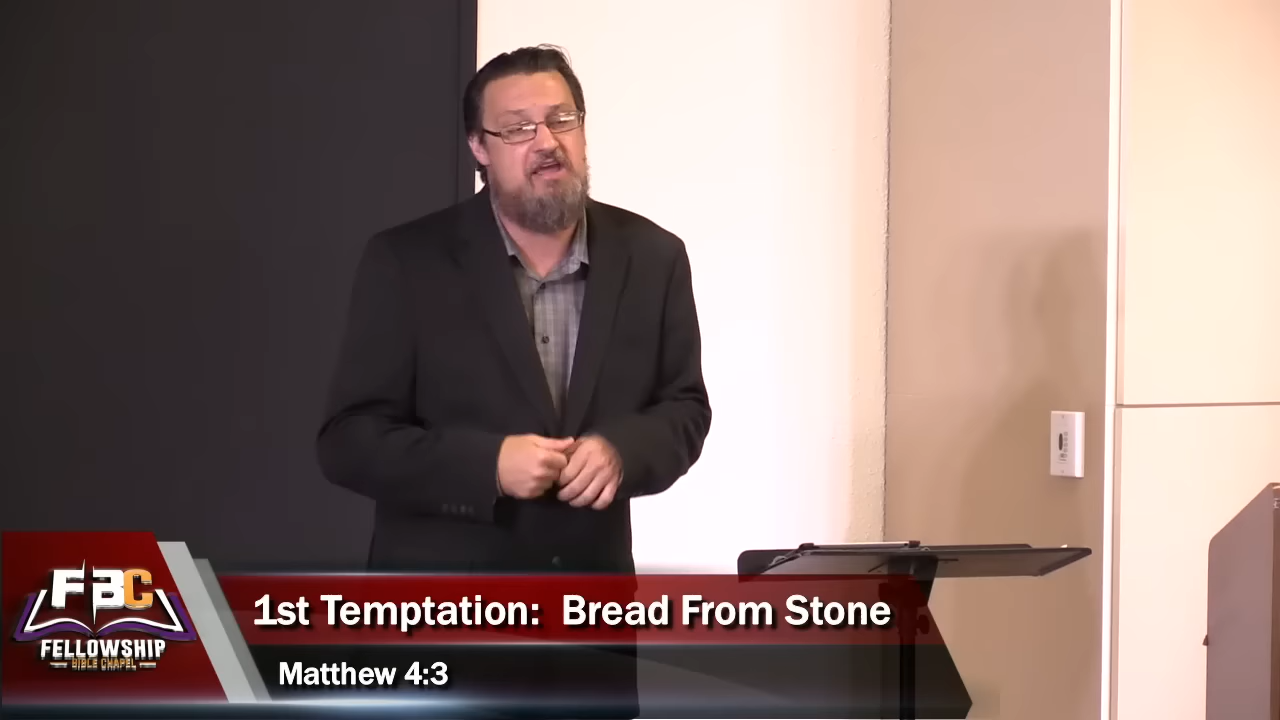 1st Temptation:  Bread From Stone
Matthew 4:3
FBC
FELLOWSHIP
BIBLE CHAPEL